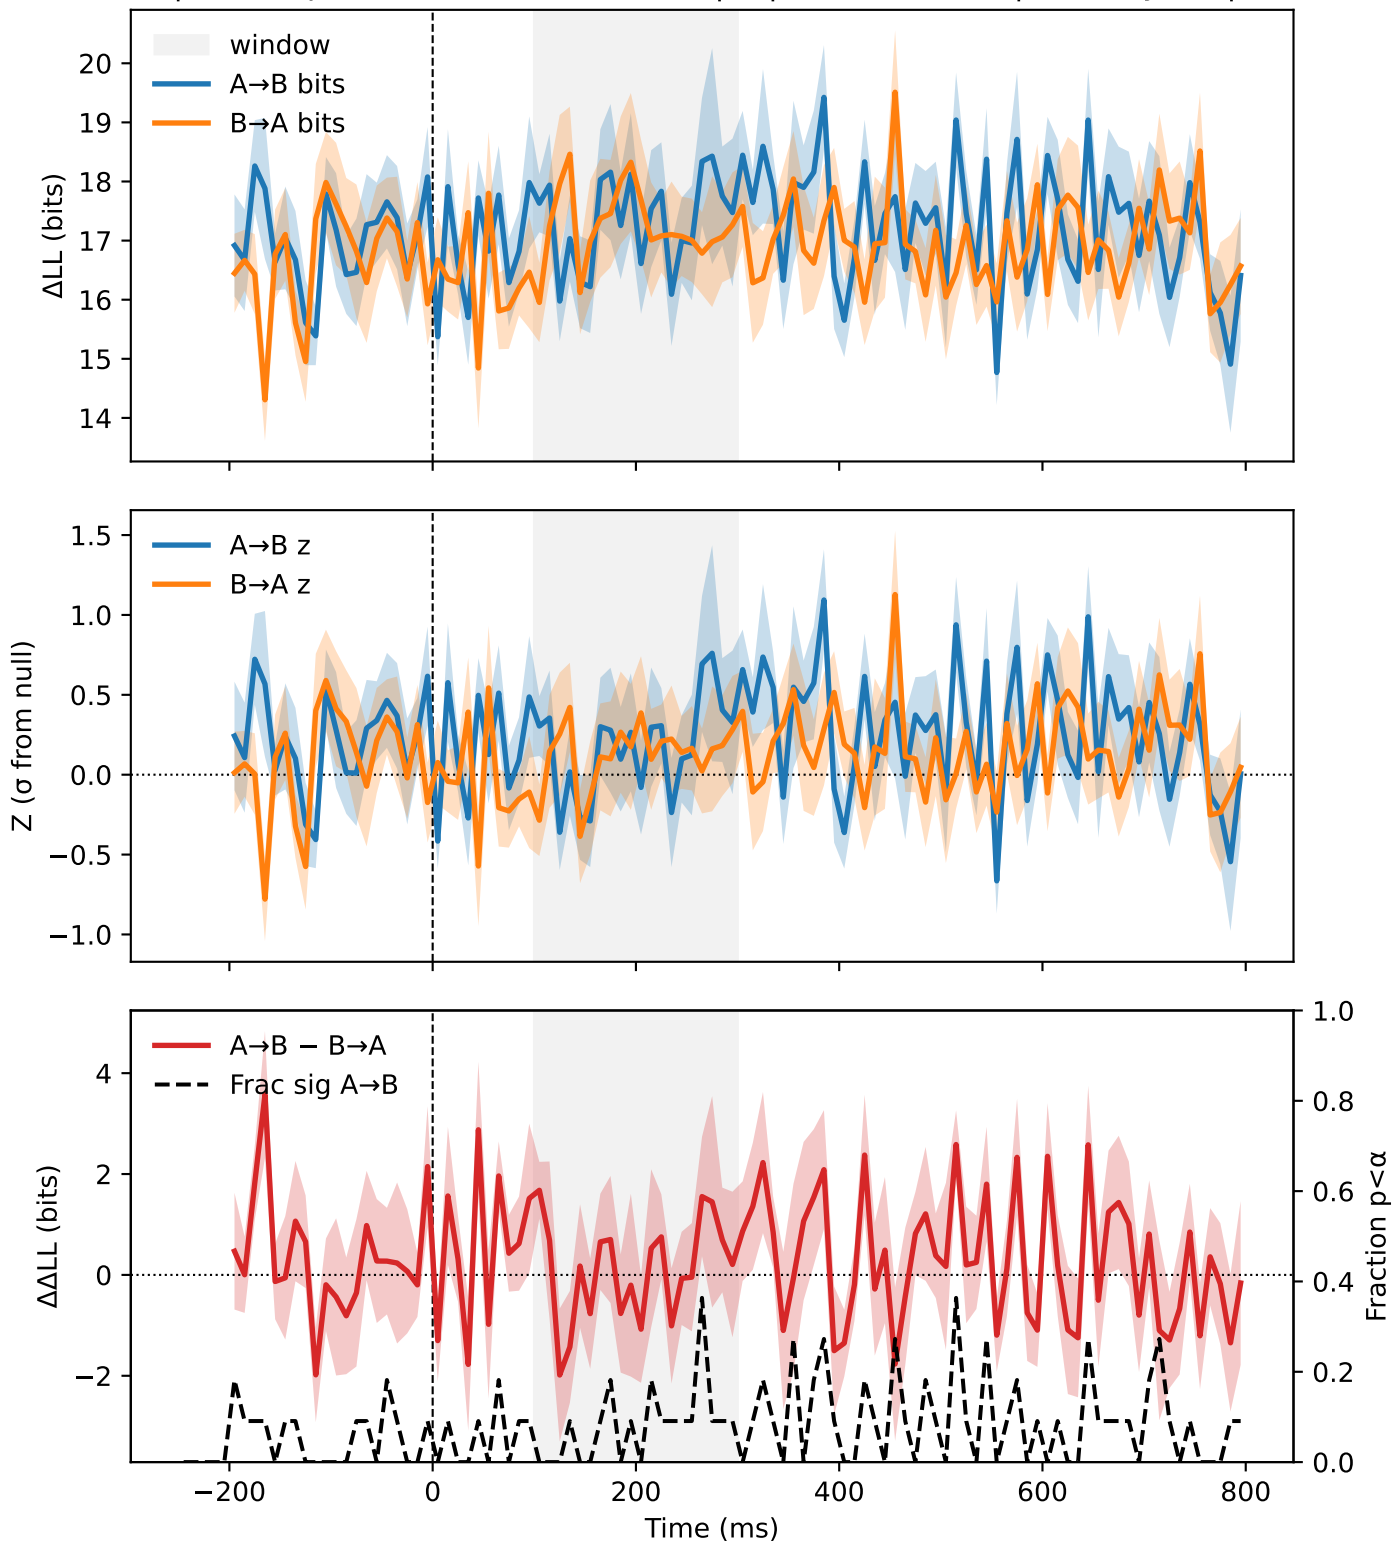 20
19
18
17
16
15
14
ΔLL (bits)
window
A→B bits
B→A bits
1.5
1.0
0.5
0.0
−0.5
−1.0
Z (σ from null)
A→B z
B→A z
4
2
0
−2
ΔΔLL (bits)
A→B − B→A
Frac sig A→B
1.0
0.8
0.6
0.4
0.2
0.0
Fraction p<α
−200 0 200 400 600 800
Time (ms)